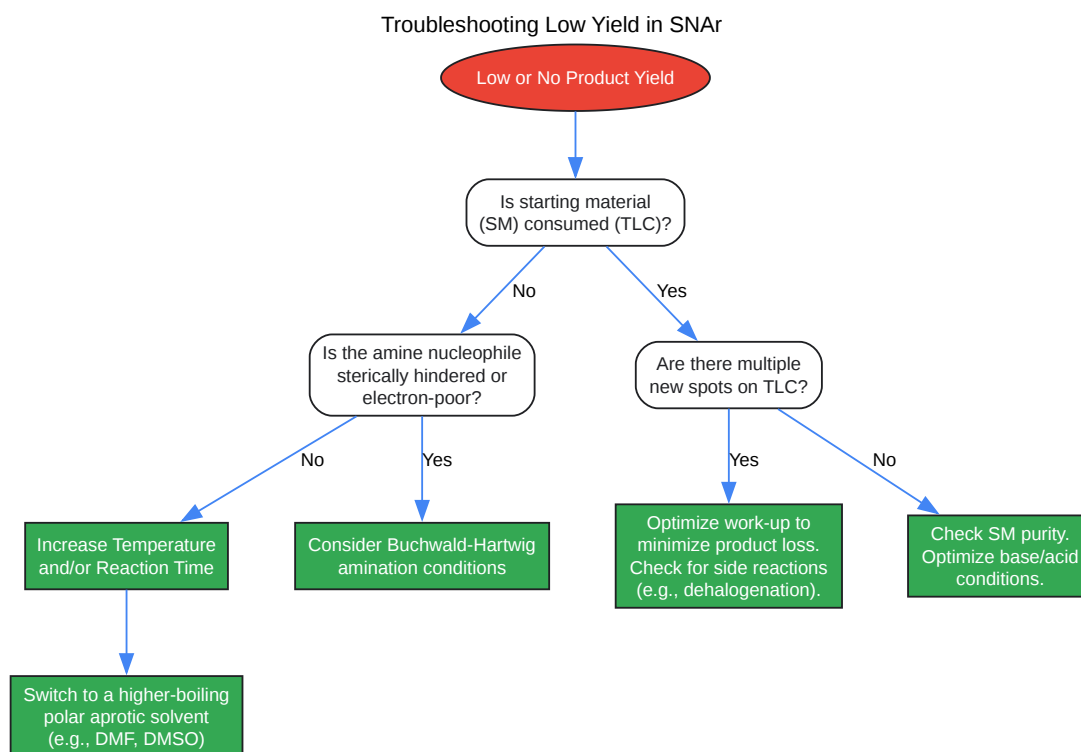 Troubleshooting Low Yield in SNAr
Low or No Product Yield
Is starting material
(SM) consumed (TLC)?
No
Yes
Is the amine nucleophile
sterically hindered or
electron-poor?
Are there multiple
new spots on TLC?
No
Yes
Yes
No
Increase Temperature
and/or Reaction Time
Consider Buchwald-Hartwig
amination conditions
Optimize work-up to
minimize product loss.
Check for side reactions
(e.g., dehalogenation).
Check SM purity.
Optimize base/acid
conditions.
Switch to a higher-boiling
polar aprotic solvent
(e.g., DMF, DMSO)